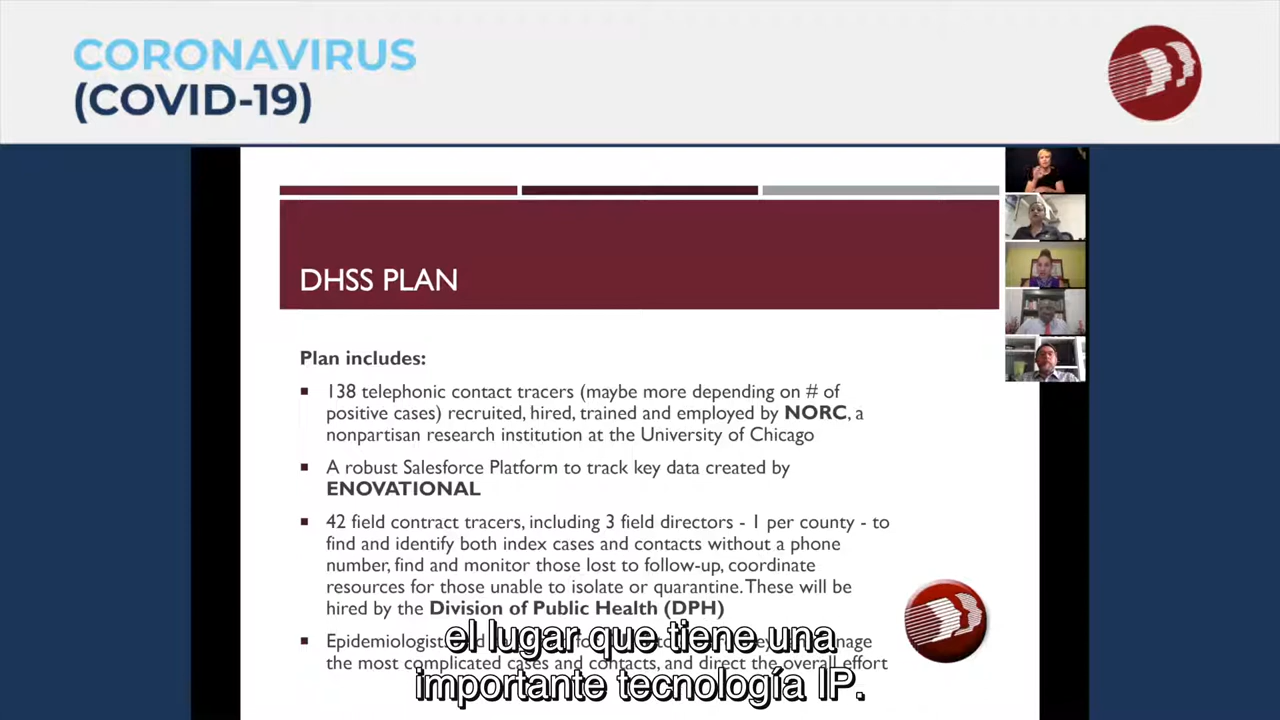 CORONAVIRUS
(COVID-19)
DHSS PLAN
Plan includes:
138 telephonic contact tracers (maybe more depending on # of
positive cases) recruited, hired, trained and employed by NORC, a
nonpartisan research institution at the University of Chicago
A robust Salesforce Platform to track key data created by
ENOVATIONAL
42 field contract tracers, including 3 field directors - 1 per county - to
find and identify both index cases and contacts without a phone
number, find and monitor those lost to follow-up, coordinate
resources for those unable to isolate or quarantine. These will be
hired by the Division of Public Health (DPH)
Epidemiologist
the most complicated cases and contacts, and direct the overall effort
el lugar que tiene una
importante tecnología IP.